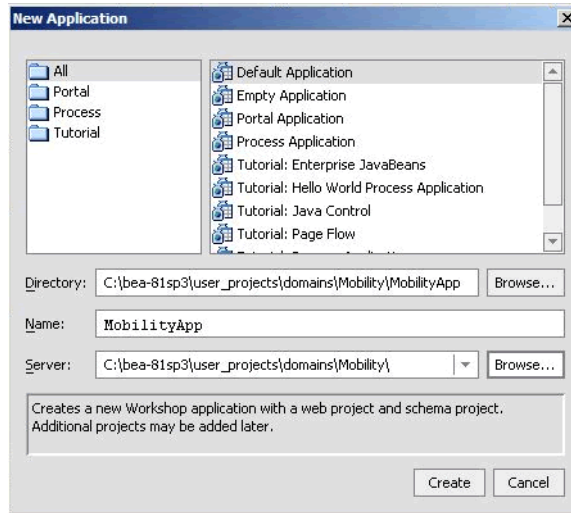 New Application
All
Portal
Process
Tutorial
Default Application
Empty Application
Portal Application
Process Application
Tutorial: Enterprise JavaBeans
Tutorial: Hello World Process Application
Tutorial: Java Control
Tutorial: Page Flow
Directory: C:\bea-81sp3\user_projects\domains\Mobility\MobilityApp Browse...
Name: MobilityApp
Server: C:\bea-81sp3\user_projects\domains\Mobility\ Browse...
Creates a new Workshop application with a web project and schema project.
Additional projects may be added later.
Create Cancel